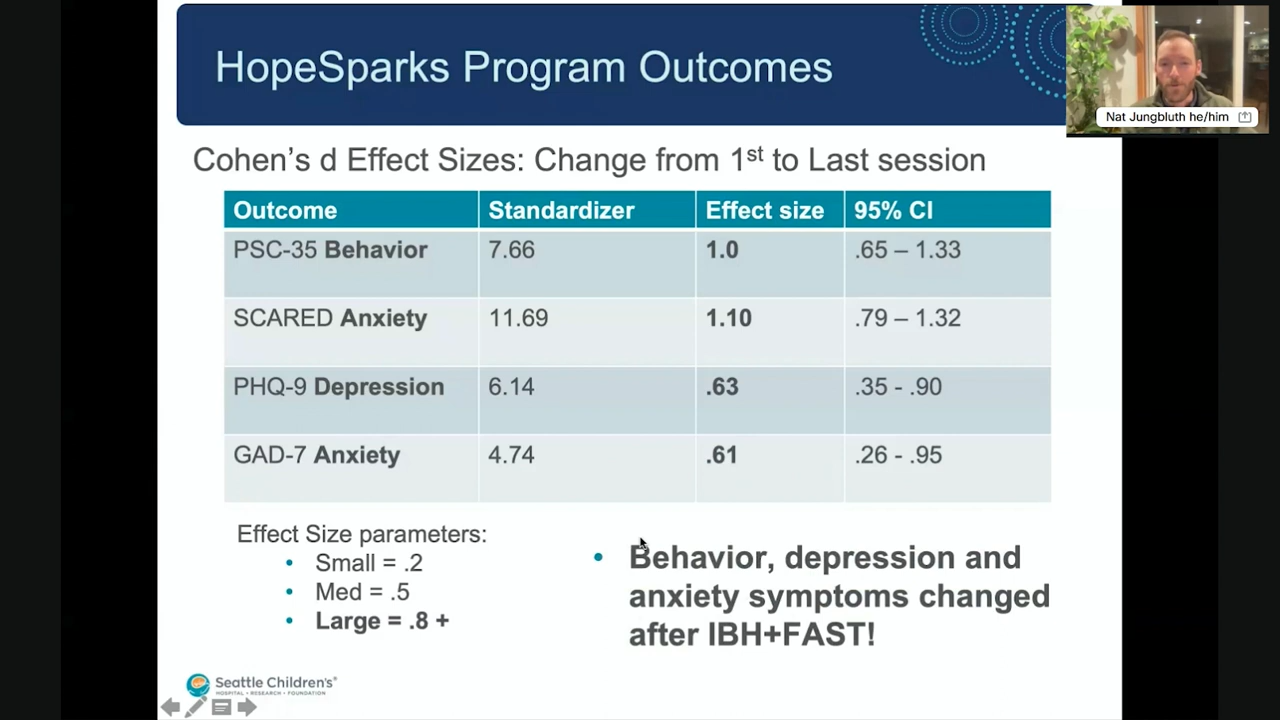 HopeSparks Program Outcomes
Nat Jungbluth he/him
Cohen's d Effect Sizes: Change from 1st to Last session
Outcome Standardizer Effect size 95% CI
PSC-35 Behavior 7.66 1.0 .65 – 1.33
SCARED Anxiety 11.69 1.10 .79 – 1.32
PHQ-9 Depression 6.14 .63 .35 - .90
GAD-7 Anxiety 4.74 .61 .26 - .95
Effect Size parameters:
• Small = .2
• Med = .5
• Large = .8 +
• Behavior, depression and
anxiety symptoms changed
after IBH+FAST!
Seattle Children's®
HOSPITAL • RESEARCH • FOUNDATION